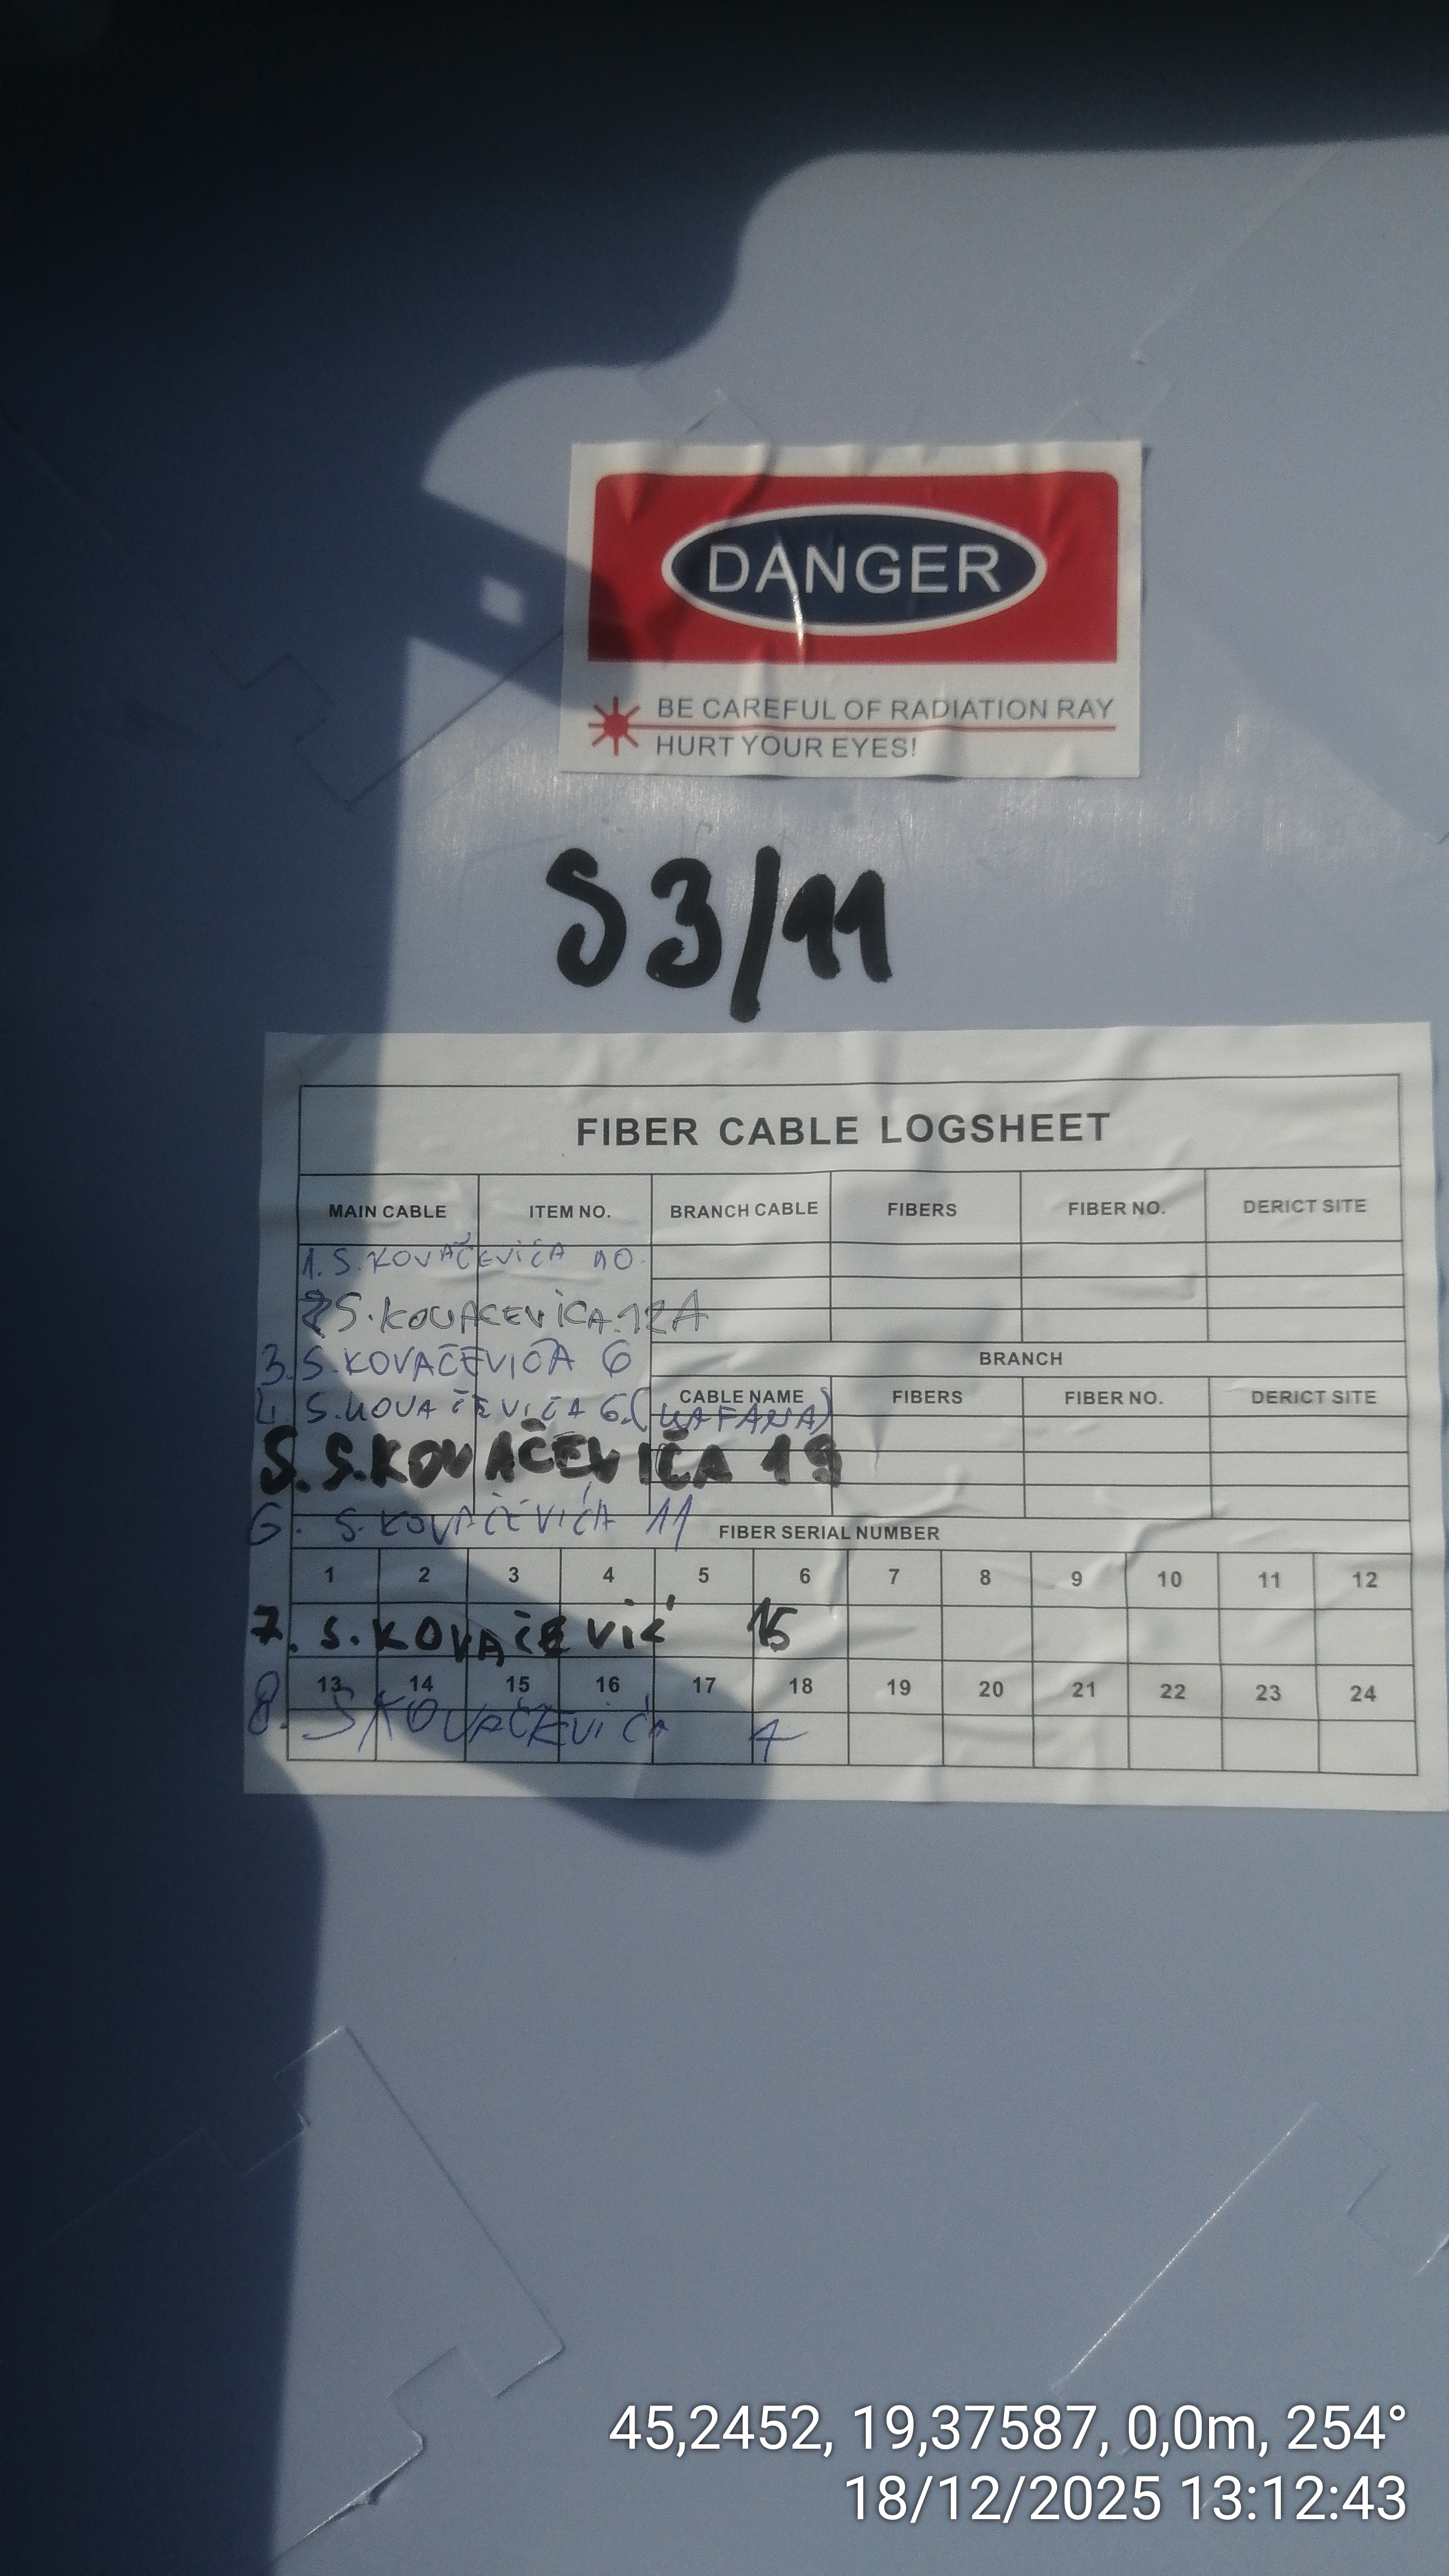 DANGER
BE CAREFUL OF RADIATION RAY
HURT YOUR EYES!
S3/11
FIBER CABLE LOGSHEET
MAIN CABLE ITEM NO. BRANCH CABLE FIBERS FIBER NO. DERICT SITE
1. S. KOVAČEVIĆA 10.
2 S. KOVAČEVIĆA 12A
BRANCH
3. S. KOVAČEVIĆA 6
CABLE NAME FIBERS FIBER NO. DERICT SITE
4 S. KOVAČEVIĆA 6. (KAFANA)
5. S. KOVAČEVIČA 19
6. S. KOVAČEVIĆA 11
FIBER SERIAL NUMBER
1 2 3 4 5 6 7 8 9 10 11 12
7. S. KOVAČEVIĆ 15
13 14 15 16 17 18 19 20 21 22 23 24
8. S KOVAČEVIĆA 7
45,2452, 19,37587, 0,0m, 254°
18/12/2025 13:12:43